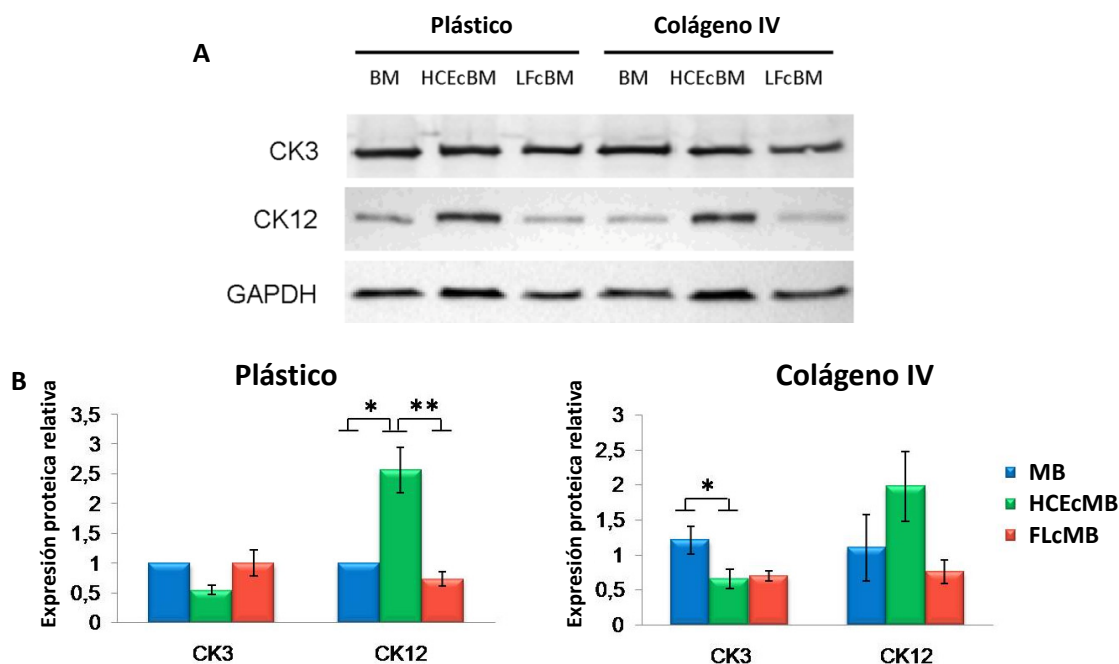 A
Plástico Colágeno IV
BM HCEcBM LFcBM BM HCEcBM LFcBM
CK3
CK12
GAPDH
B
Plástico
Expresión proteica relativa
3,5
3
2,5
2
1,5
1
0,5
0
* **
CK3 CK12
Colágeno IV
Expresión proteica relativa
3
2,5
2
1,5
1
0,5
0
*
CK3 CK12
MB
HCEcMB
FLcMB